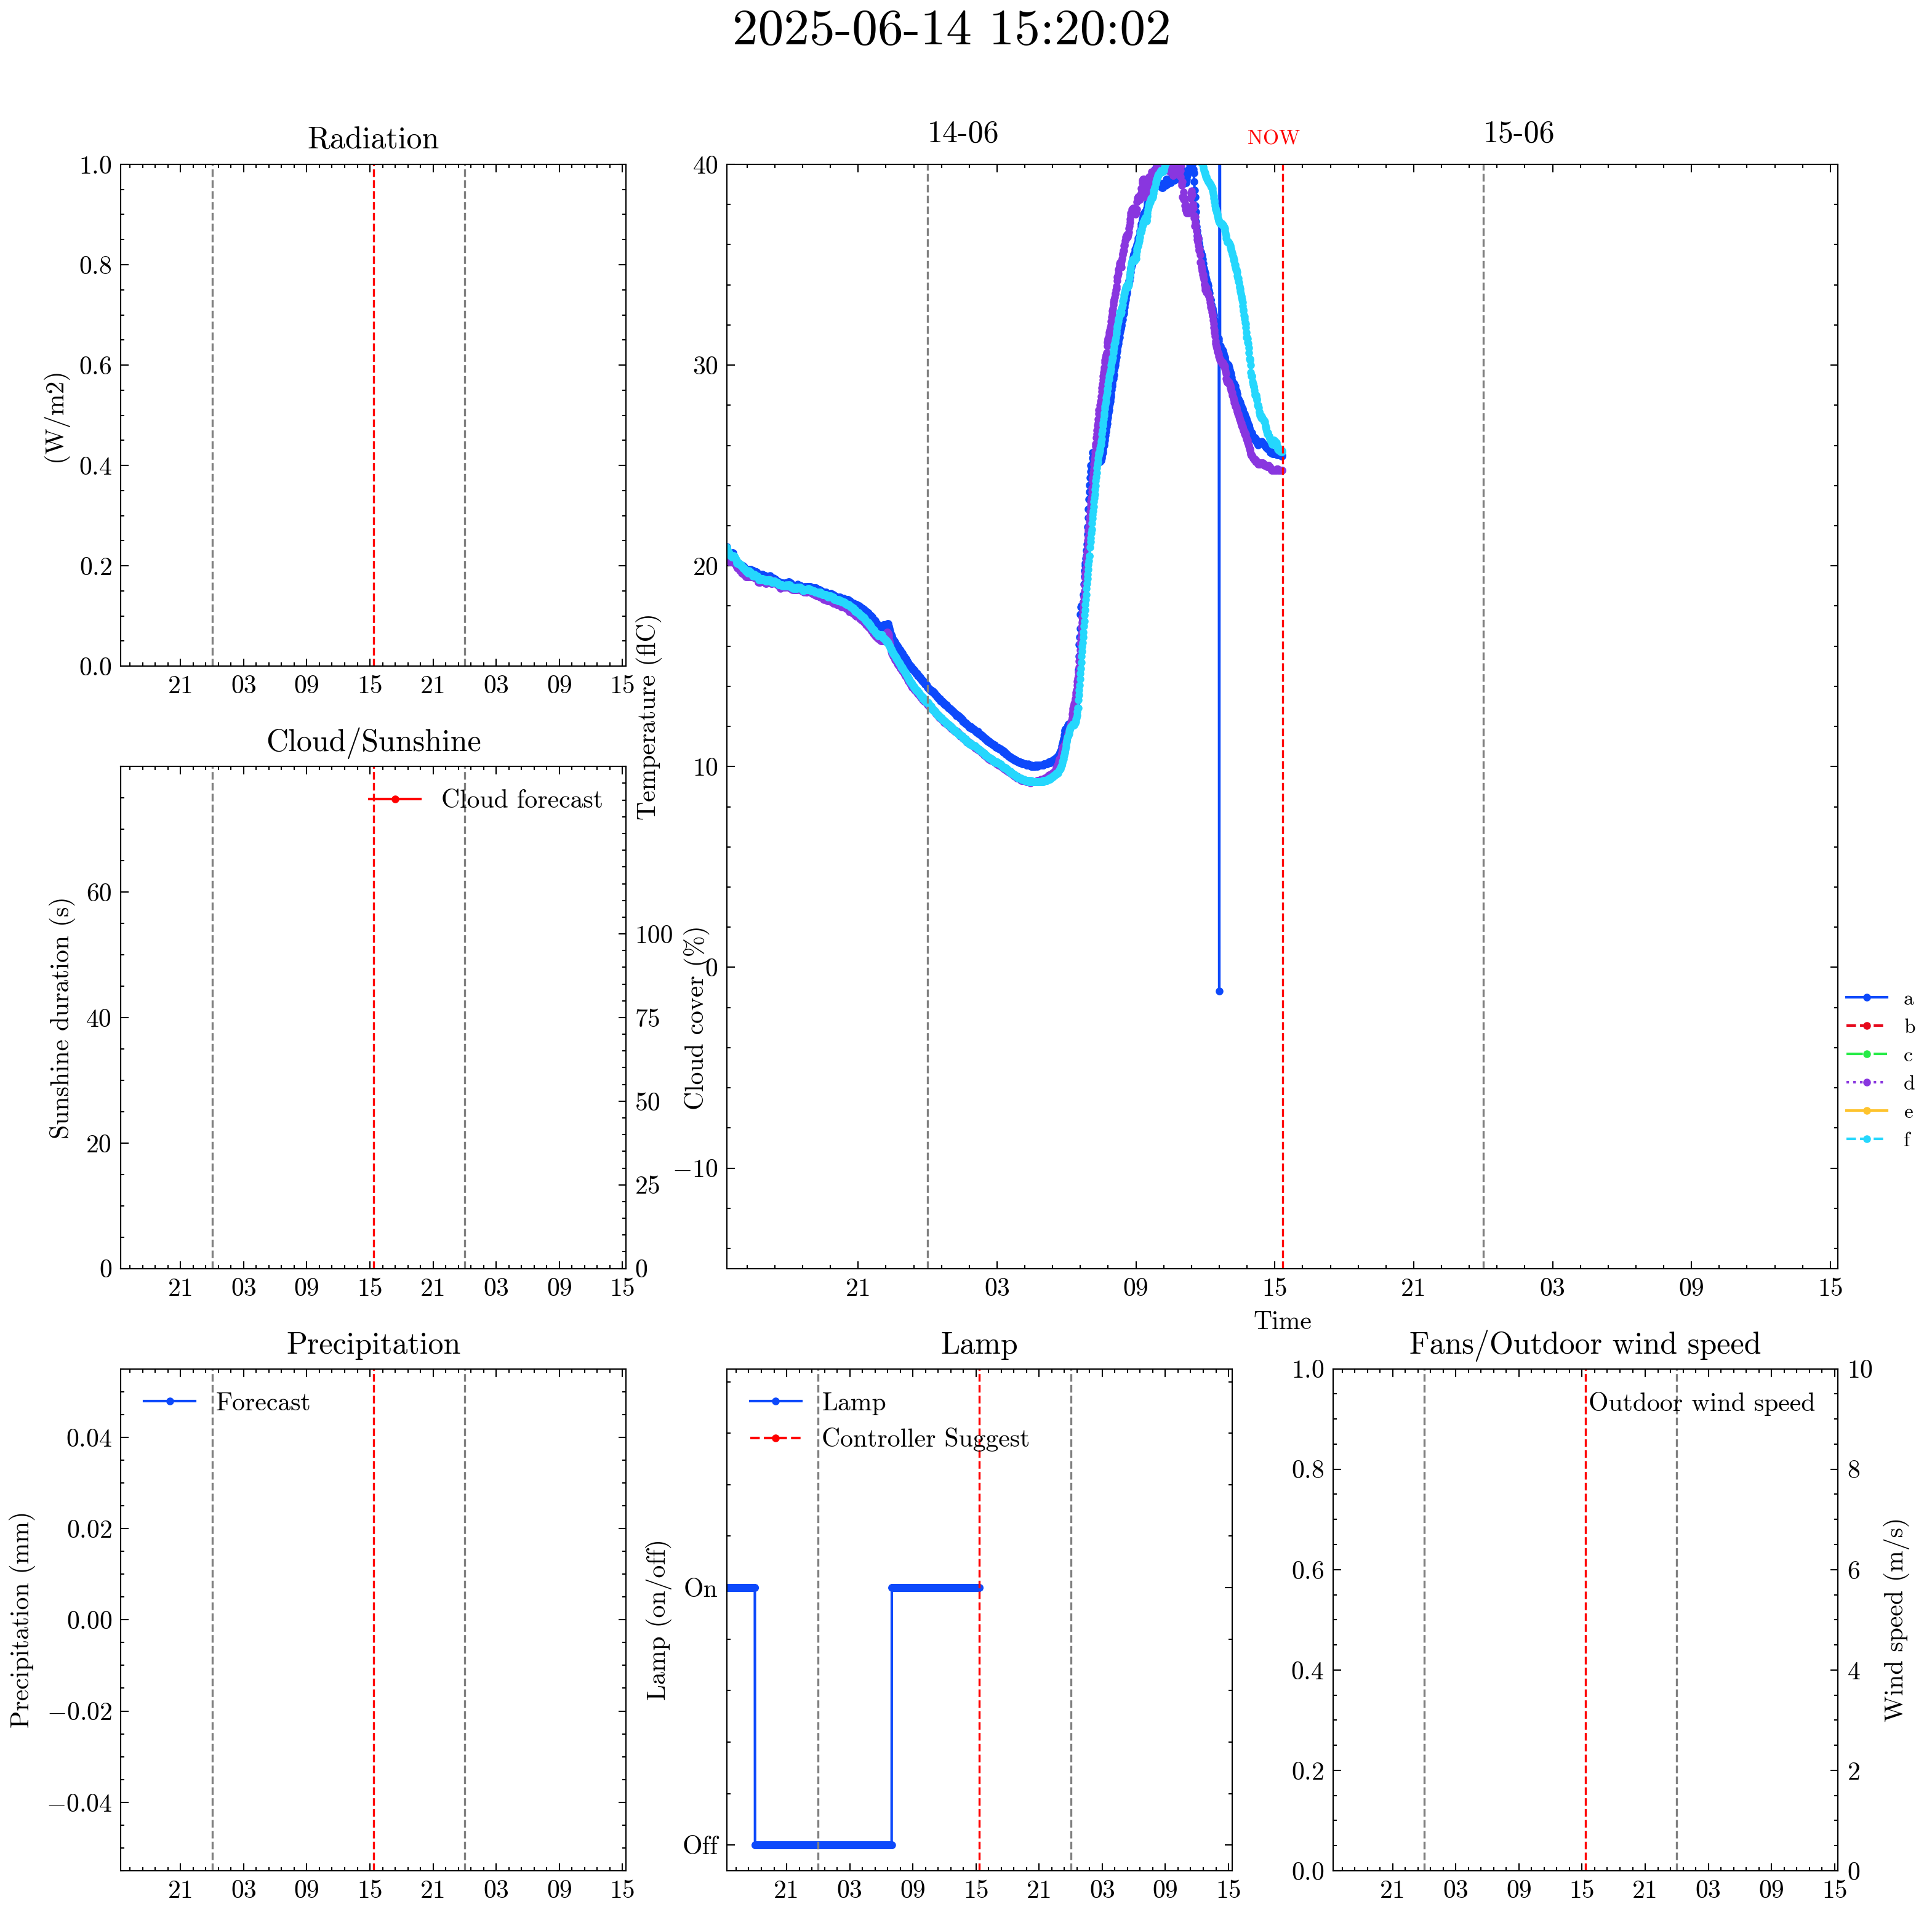 2025-06-14 15:20:02
Radiation
1.0
0.8
0.6
0.4
0.2
0.0
(W/m2)
21 03 09 15 21 03 09 15
14-06 NOW 15-06
40
30
20
10
0
−10
Temperature (flC)
21 03 09 15 21 03 09 15
Time
a
b
c
d
e
f
Cloud/Sunshine
Cloud forecast
60
40
20
0
Sunshine duration (s)
100
75
50
25
0
Cloud cover (%)
21 03 09 15 21 03 09 15
Precipitation
Forecast
0.04
0.02
0.00
−0.02
−0.04
Precipitation (mm)
21 03 09 15 21 03 09 15
Lamp
Lamp
Controller Suggest
On
Off
Lamp (on/off)
21 03 09 15 21 03 09 15
Fans/Outdoor wind speed
Outdoor wind speed
1.0
0.8
0.6
0.4
0.2
0.0
10
8
6
4
2
0
Wind speed (m/s)
21 03 09 15 21 03 09 15